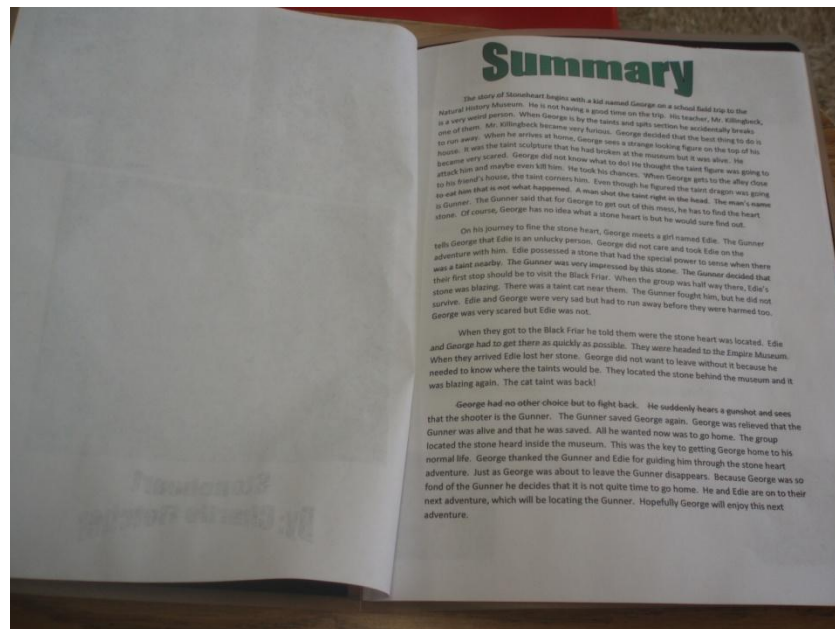 Summary
The story of Stoneheart begins with a kid named George on a school field trip to the
Natural History Museum. He is not having a good time on the trip. His teacher, Mr. Killingbeck,
is a very weird person. When George is by the taints and spits section he accidentally breaks
one of them. Mr. Killingbeck became very furious. George decided that the best thing to do is
to run away. When he arrives at home, George sees a strange looking figure on the top of his
house. It was the taint sculpture that he had broken at the museum but it was alive. He
became very scared. George did not know what to do! He thought the taint figure was going to
attack him and maybe even kill him. He took his chances. When George gets to the alley close
to his friend's house, the taint corners him. Even though he figured the taint dragon was going
to eat him that is not what happened. A man shot the taint right in the head. The man's name
is Gunner. The Gunner said that for George to get out of this mess, he has to find the heart
stone. Of course, George has no idea what a stone heart is but he would sure find out.
On his journey to fine the stone heart, George meets a girl named Edie. The Gunner
tells George that Edie is an unlucky person. George did not care and took Edie on the
adventure with him. Edie possessed a stone that had the special power to sense when there
was a taint nearby. The Gunner was very impressed by this stone. The Gunner decided that
their first stop should be to visit the Black Friar. When the group was half way there, Edie's
stone was blazing. There was a taint cat near them. The Gunner fought him, but he did not
survive. Edie and George were very sad but had to run away before they were harmed too.
George was very scared but Edie was not.
When they got to the Black Friar he told them were the stone heart was located. Edie
and George had to get there as quickly as possible. They were headed to the Empire Museum.
When they arrived Edie lost her stone. George did not want to leave without it because he
needed to know where the taints would be. They located the stone behind the museum and it
was blazing again. The cat taint was back!
George had no other choice but to fight back. He suddenly hears a gunshot and sees
that the shooter is the Gunner. The Gunner saved George again. George was relieved that the
Gunner was alive and that he was saved. All he wanted now was to go home. The group
located the stone heard inside the museum. This was the key to getting George home to his
normal life. George thanked the Gunner and Edie for guiding him through the stone heart
adventure. Just as George was about to leave the Gunner disappears. Because George was so
fond of the Gunner he decides that it is not quite time to go home. He and Edie are on to their
next adventure, which will be locating the Gunner. Hopefully George will enjoy this next
adventure.